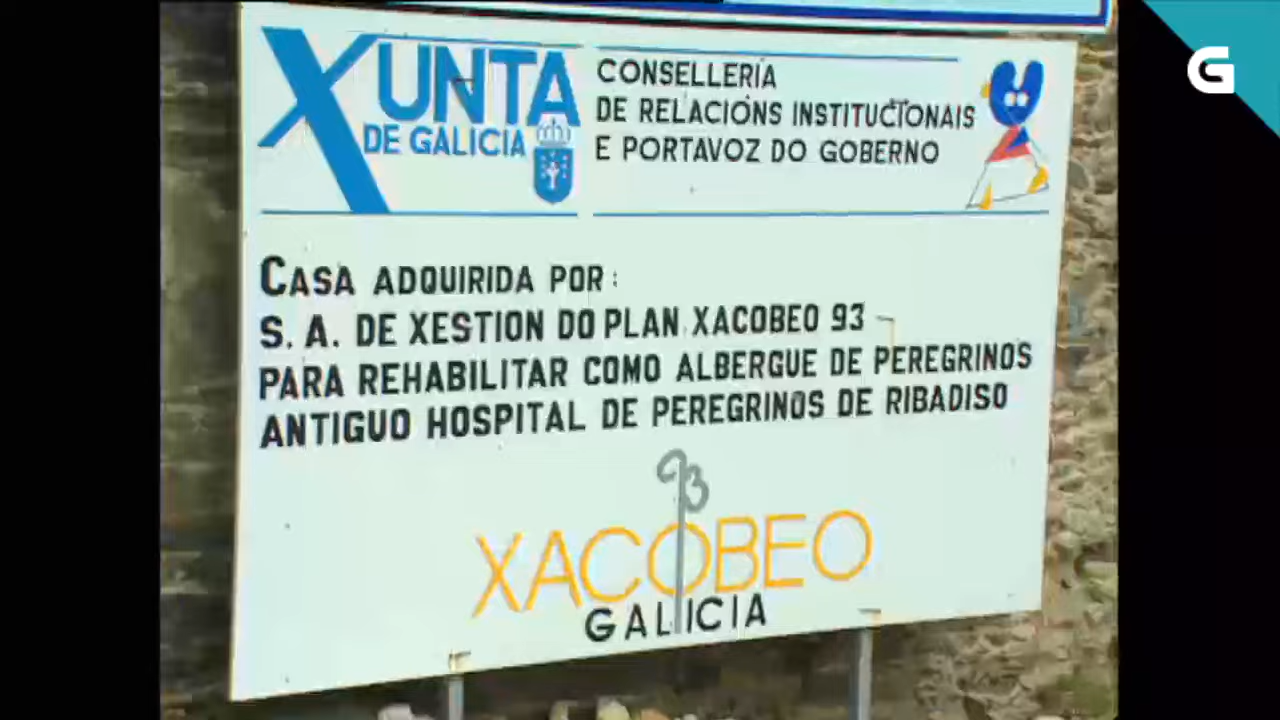 XUNTA
DE GALICIA
CONSELLERIA
DE RELACIÓNS INSTITUCIONAIS
E PORTAVOZ DO GOBERNO
G
CASA ADQUIRIDA POR:
S. A. DE XESTION DO PLAN XACOBEO 93
PARA REHABILITAR COMO ALBERGUE DE PEREGRINOS
ANTIGUO HOSPITAL DE PEREGRINOS DE RIBADISO
93
XACOBEO
GALICIA